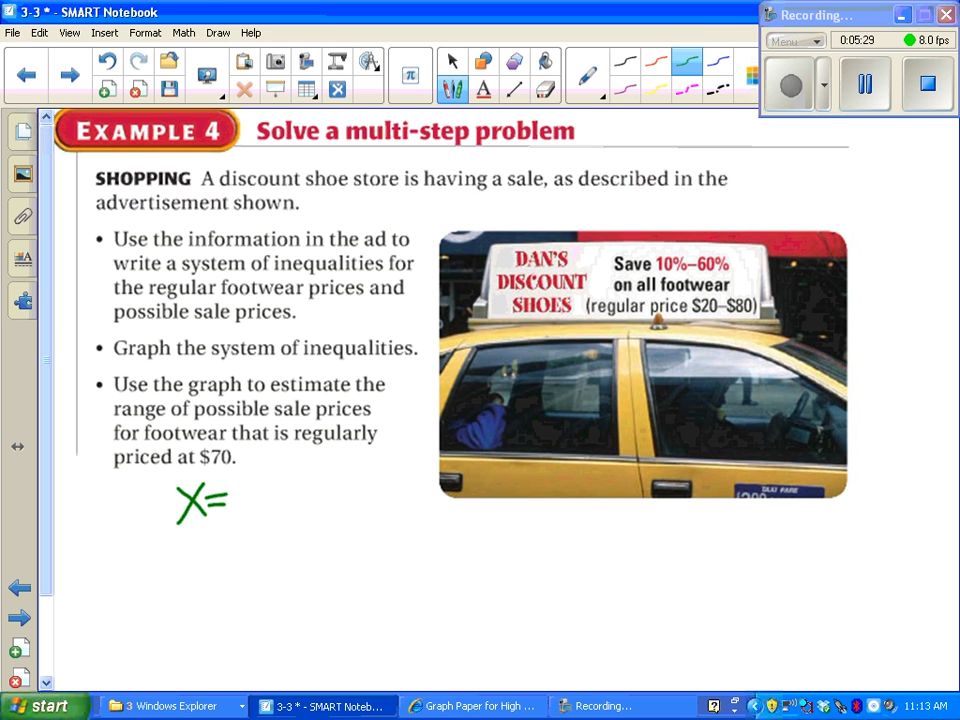 3-3 * - SMART Notebook
Recording...
File Edit View Insert Format Math Draw Help
Menu
0:05:29
8.0 fps
EXAMPLE 4 Solve a multi-step problem
SHOPPING A discount shoe store is having a sale, as described in the
advertisement shown.
• Use the information in the ad to
write a system of inequalities for
the regular footwear prices and
possible sale prices.
• Graph the system of inequalities.
• Use the graph to estimate the
range of possible sale prices
for footwear that is regularly
priced at $70.
DAN'S
DISCOUNT
SHOES
Save 10%–60%
on all footwear
(regular price $20–$80)
TAXI FARE
X=
start
3 Windows Explorer
3-3 * - SMART Noteb...
Graph Paper for High ...
Recording...
11:13 AM